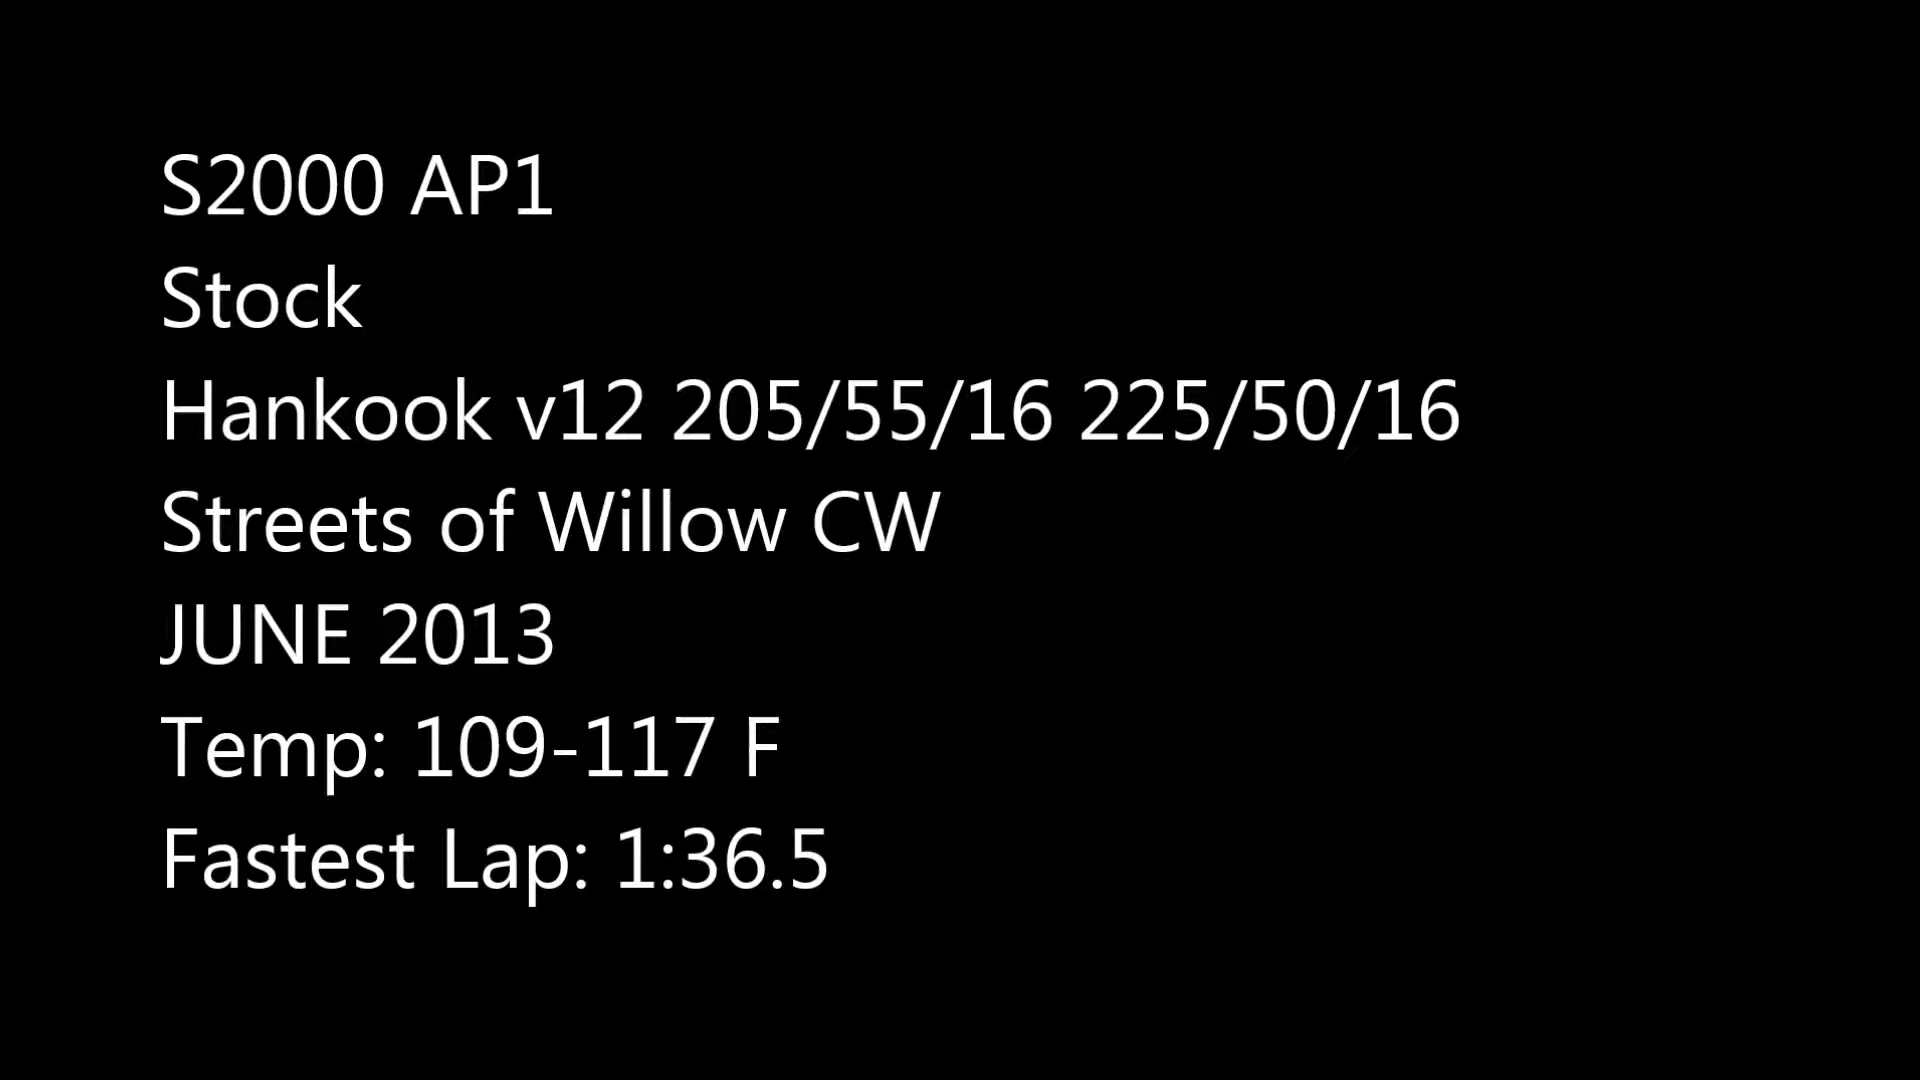 S2000 AP1
Stock
Hankook v12 205/55/16 225/50/16
Streets of Willow CW
JUNE 2013
Temp: 109-117 F
Fastest Lap: 1:36.5